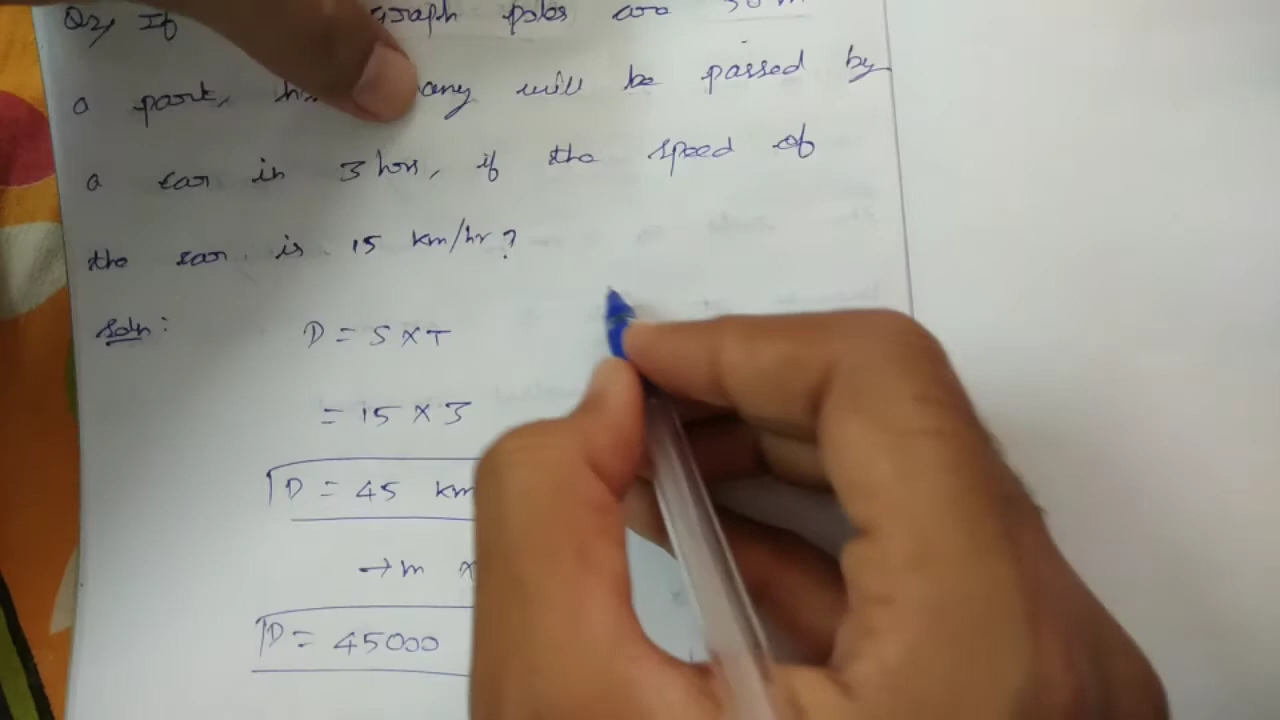 Q2) If graph poles are
a part, any will be passed by
a car in 3 hrs, if the speed of
the car is 15 km/hr?
Soln:
D = S × T
= 15 × 3
D = 45 km
→ m ×
D = 45000